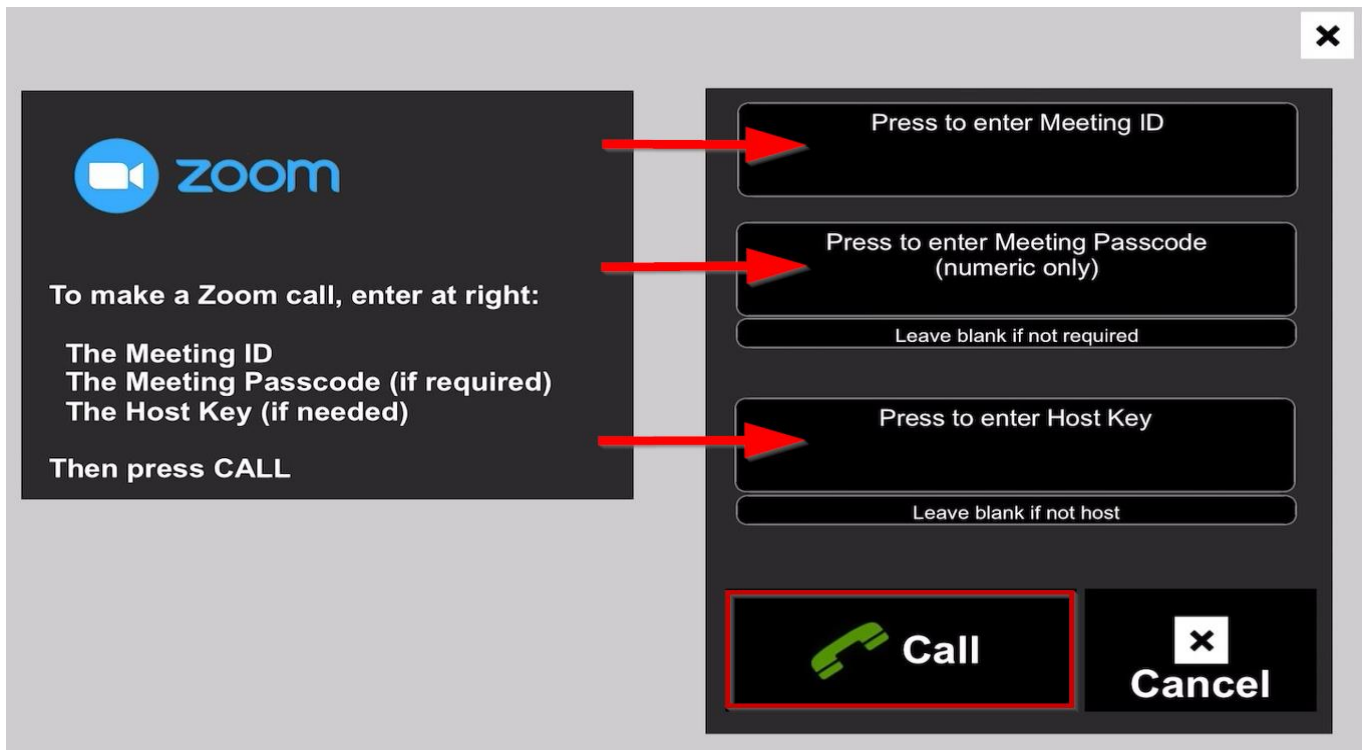 zoom
To make a Zoom call, enter at right:
The Meeting ID
The Meeting Passcode (if required)
The Host Key (if needed)
Then press CALL
Press to enter Meeting ID
Press to enter Meeting Passcode
(numeric only)
Leave blank if not required
Press to enter Host Key
Leave blank if not host
Call
Cancel